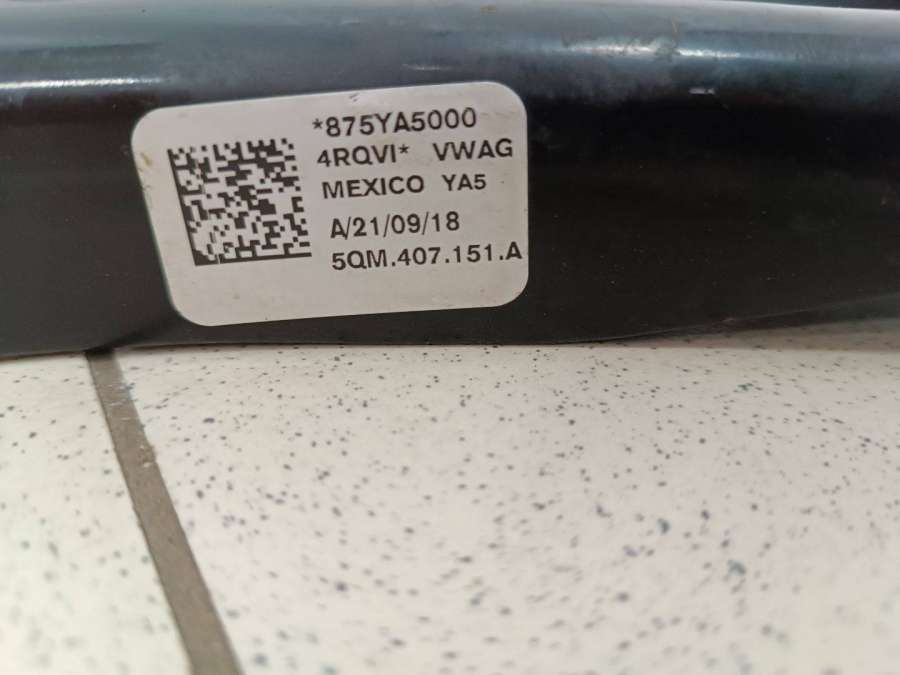 *875YA5000
4RQVI* VWAG
MEXICO YA5
A/21/09/18
5QM.407.151.A